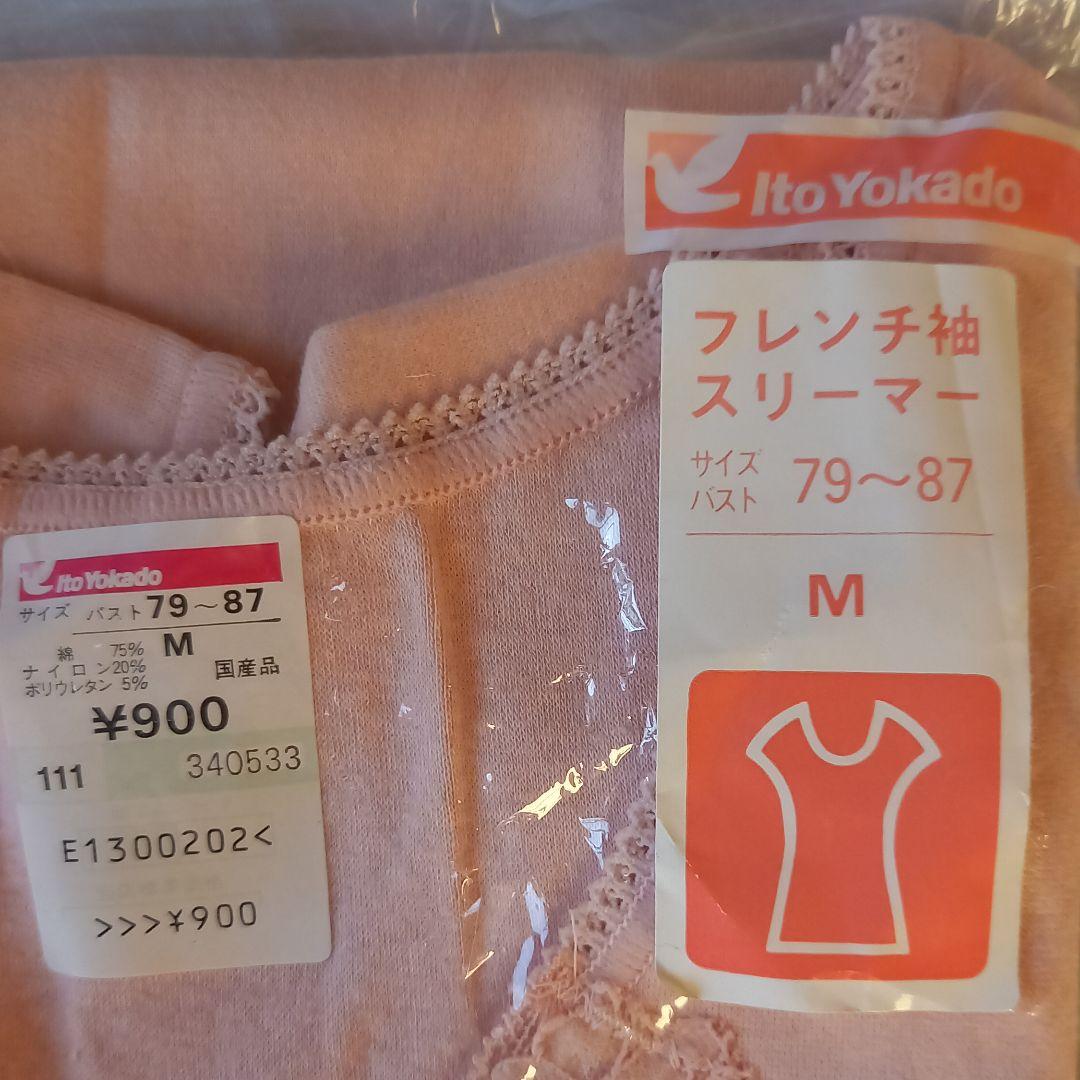 Ito Yokado
フレンチ袖
スリーマー
サイズ
バスト 79〜87
M
Ito Yokado
サイズ バスト 79〜87
綿 75% M
ナイロン20% 国産品
ポリウレタン 5%
¥900
111 340533
E1300202<
>>>¥900